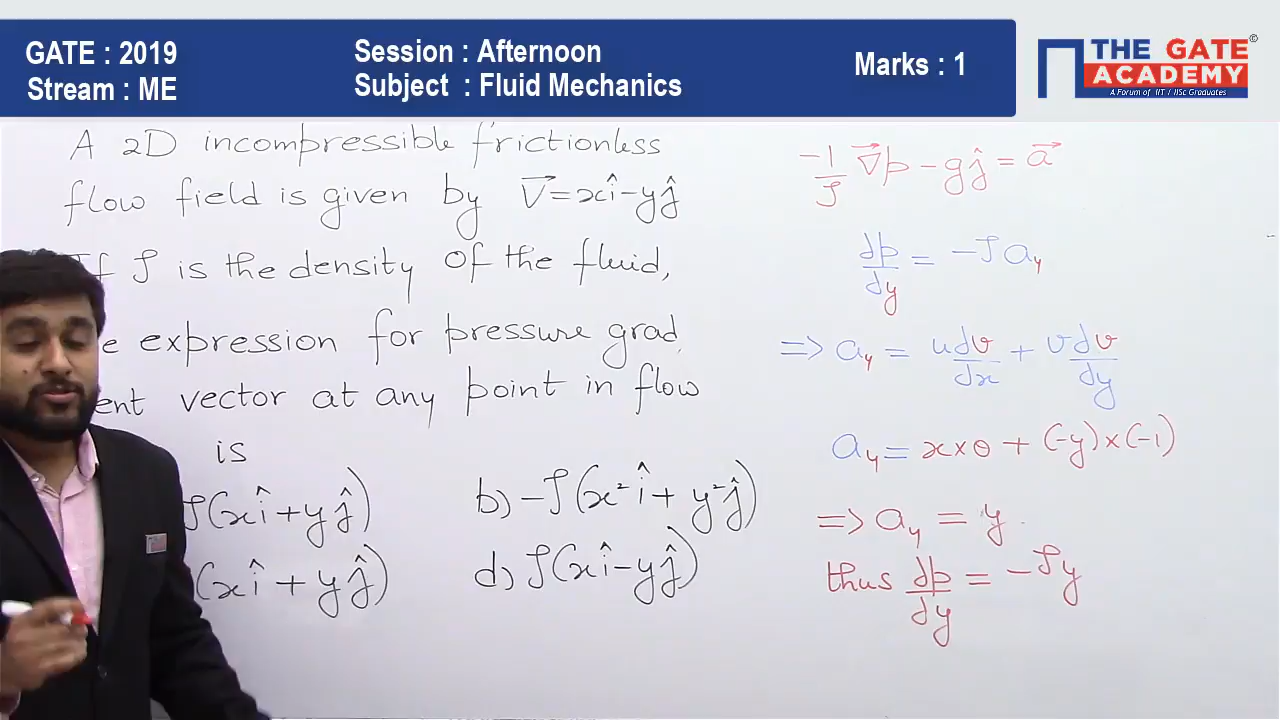 GATE : 2019
Stream : ME
Session : Afternoon
Subject : Fluid Mechanics
Marks : 1
THE GATE
ACADEMY
©
A Forum of IIT / IISc Graduates
A 2D incompressible frictionless
flow field is given by V⃗=xî-yĵ
If ρ is the density of the fluid,
e expression for pressure grad
ent vector at any point in flow
is
ρ(xî+yĵ)
b) -ρ(x²î+ y²ĵ)
(xî + yĵ)
d) ρ(xî-yĵ)
-1/ρ ∇⃗p - gĵ = a⃗
dp/dy = -ρa_y
=> a_y = u dv/dx + v dv/dy
a_y = x×0 + (-y)×(-1)
=> a_y = y
thus dp/dy = -ρy